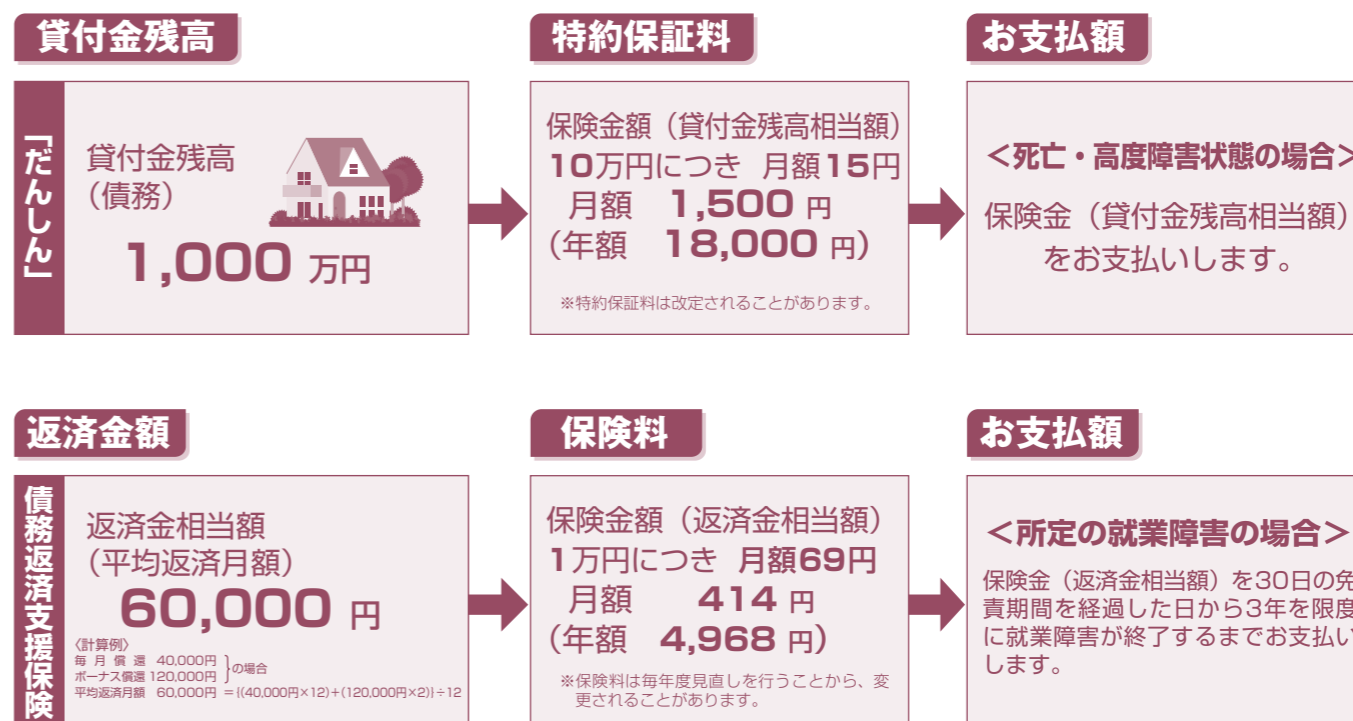 貸付金残高
特約保証料
お支払額
「だんしん」
貸付金残高
(債務)
1,000 万円
保険金額(貸付金残高相当額)
10万円につき 月額15円
月額 1,500 円
(年額 18,000 円)
※特約保証料は改定されることがあります。
<死亡・高度障害状態の場合>
保険金(貸付金残高相当額)
をお支払いします。
返済金額
保険料
お支払額
債務返済支援保険
返済金相当額
(平均返済月額)
60,000 円
〈計算例〉
毎月償還 40,000円
ボーナス償還 120,000円
}の場合
平均返済月額 60,000円 ={(40,000円×12)+(120,000円×2)}÷12
保険金額(返済金相当額)
1万円につき 月額69円
月額 414 円
(年額 4,968 円)
※保険料は毎年度見直しを行うことから、変
更されることがあります。
<所定の就業障害の場合>
保険金(返済金相当額)を30日の免
責期間を経過した日から3年を限度
に就業障害が終了するまでお支払い
します。